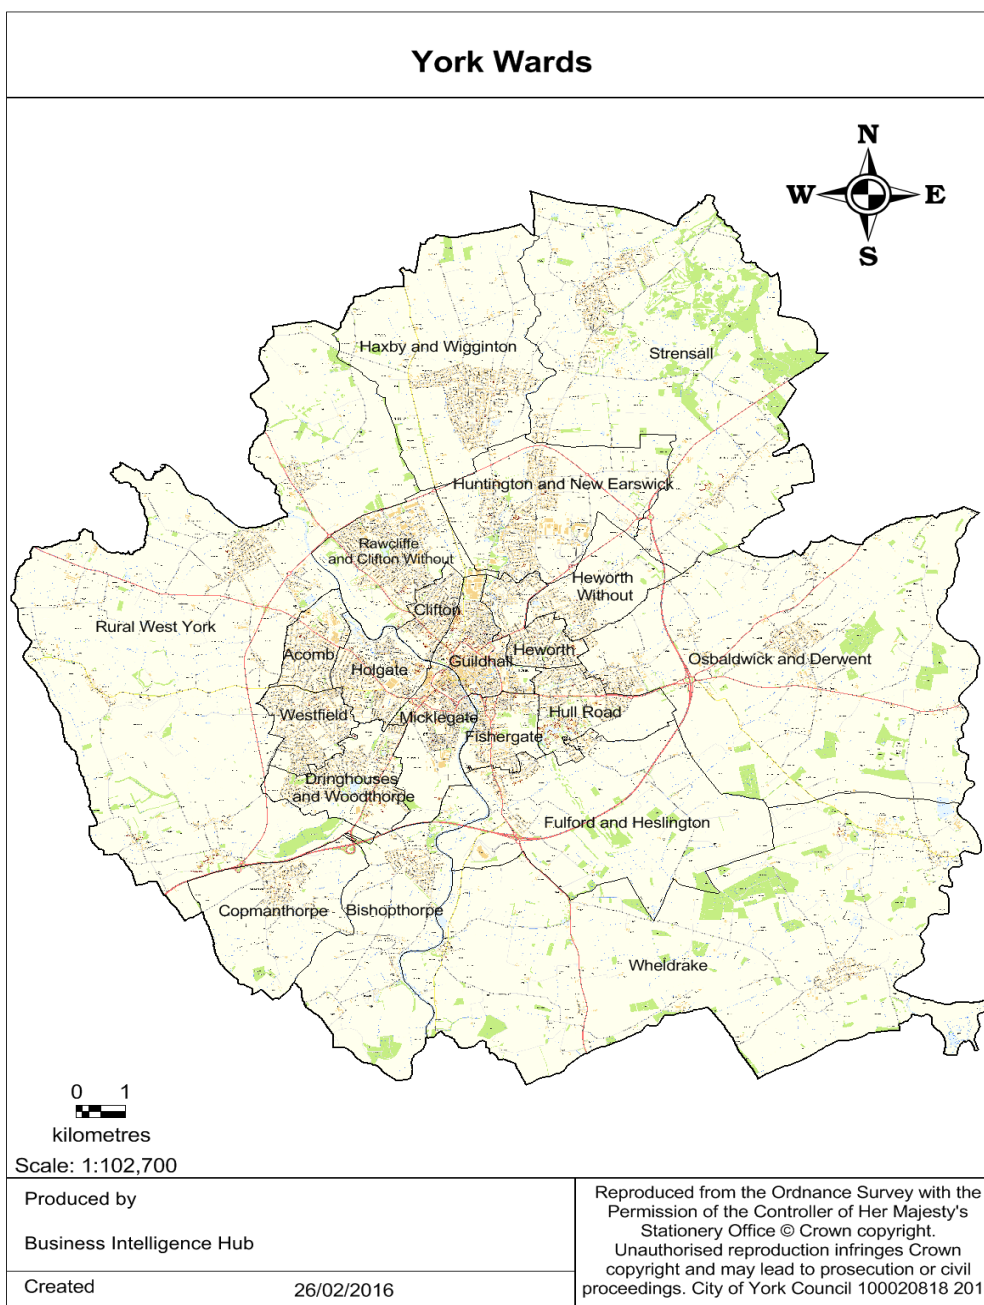 York Wards
N
W E
S
Haxby and Wigginton
Strensall
Huntington and New Earswick
Rawcliffe
and Clifton Without
Heworth
Without
Clifton
Rural West York
Acomb
Holgate
Guildhall
Heworth
Osbaldwick and Derwent
Westfield
Micklegate
Hull Road
Fishergate
Dringhouses
and Woodthorpe
Fulford and Heslington
Copmanthorpe
Bishopthorpe
Wheldrake
0 1
kilometres
Scale: 1:102,700
Produced by
Business Intelligence Hub
Created 26/02/2016
Reproduced from the Ordnance Survey with the
Permission of the Controller of Her Majesty's
Stationery Office © Crown copyright.
Unauthorised reproduction infringes Crown
copyright and may lead to prosecution or civil
proceedings. City of York Council 100020818 201